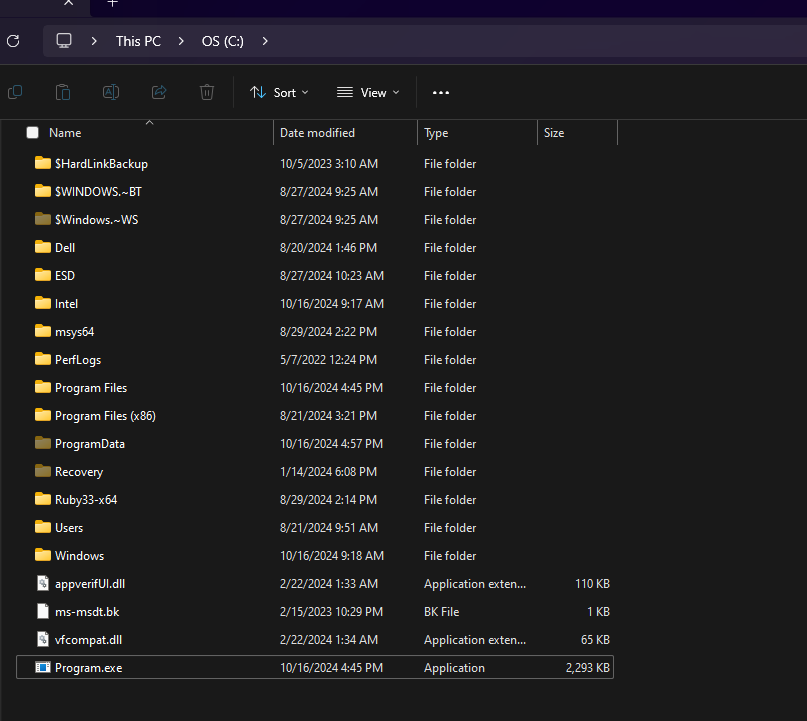 This PC > OS (C:) >
Sort View
Name Date modified Type Size
$HardLinkBackup 10/5/2023 3:10 AM File folder
$WINDOWS.~BT 8/27/2024 9:25 AM File folder
$Windows.~WS 8/27/2024 9:25 AM File folder
Dell 8/20/2024 1:46 PM File folder
ESD 8/27/2024 10:23 AM File folder
Intel 10/16/2024 9:17 AM File folder
msys64 8/29/2024 2:22 PM File folder
PerfLogs 5/7/2022 12:24 PM File folder
Program Files 10/16/2024 4:45 PM File folder
Program Files (x86) 8/21/2024 3:21 PM File folder
ProgramData 10/16/2024 4:57 PM File folder
Recovery 1/14/2024 6:08 PM File folder
Ruby33-x64 8/29/2024 2:14 PM File folder
Users 8/21/2024 9:51 AM File folder
Windows 10/16/2024 9:18 AM File folder
appverifUI.dll 2/22/2024 1:33 AM Application exten... 110 KB
ms-msdt.bk 2/15/2023 10:29 PM BK File 1 KB
vfcompat.dll 2/22/2024 1:34 AM Application exten... 65 KB
Program.exe 10/16/2024 4:45 PM Application 2,293 KB